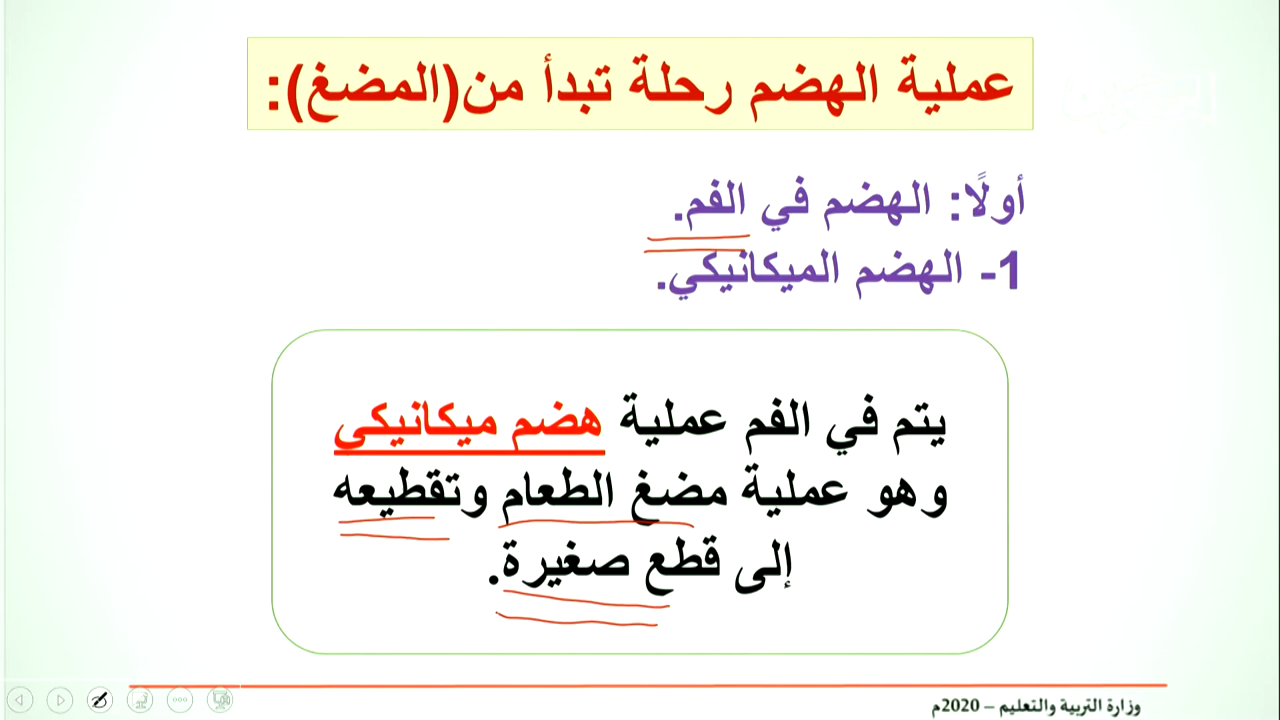 عملية الهضم رحلة تبدأ من(المضغ):
أولًا: الهضم في الفم.
1- الهضم الميكانيكي.
يتم في الفم عملية هضم ميكانيكي
وهو عملية مضغ الطعام وتقطيعه
إلى قطع صغيرة.
وزارة التربية والتعليم – 2020م